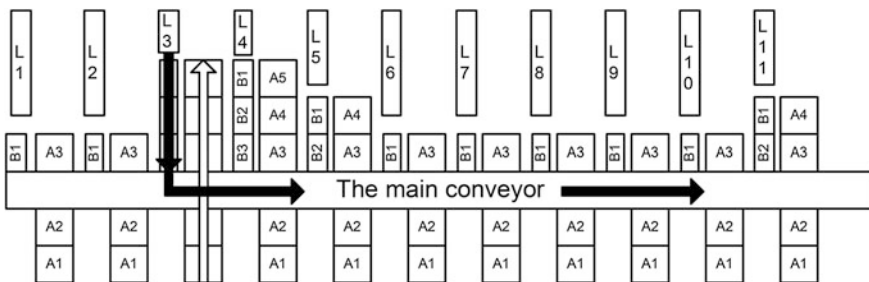 L1 L2 L3 L4 L5 L6 L7 L8 L9 L10 L11
B1 A5
B2 A4 B1 A4 B1 A4
B1 A3 B1 A3 B3 A3 B2 A3 B1 A3 B1 A3 B1 A3 B1 A3 B1 A3 B2 A3
The main conveyor
A2 A2 A2 A2 A2 A2 A2 A2 A2 A2
A1 A1 A1 A1 A1 A1 A1 A1 A1 A1